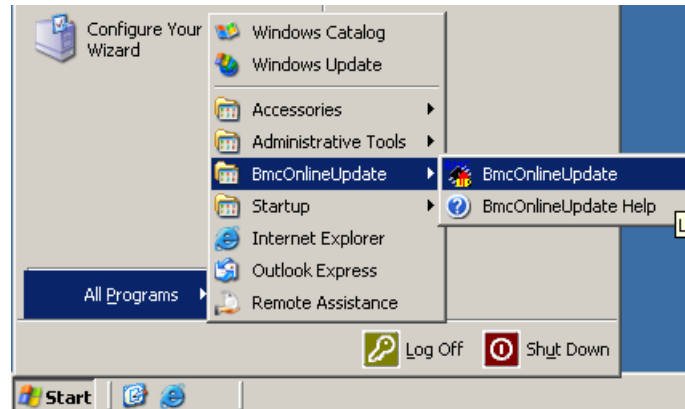 Configure Your
Wizard
Windows Catalog
Windows Update
Accessories
Administrative Tools
BmcOnlineUpdate
BmcOnlineUpdate
Startup
BmcOnlineUpdate Help
L
Internet Explorer
Outlook Express
All Programs
Remote Assistance
Log Off
Shut Down
Start